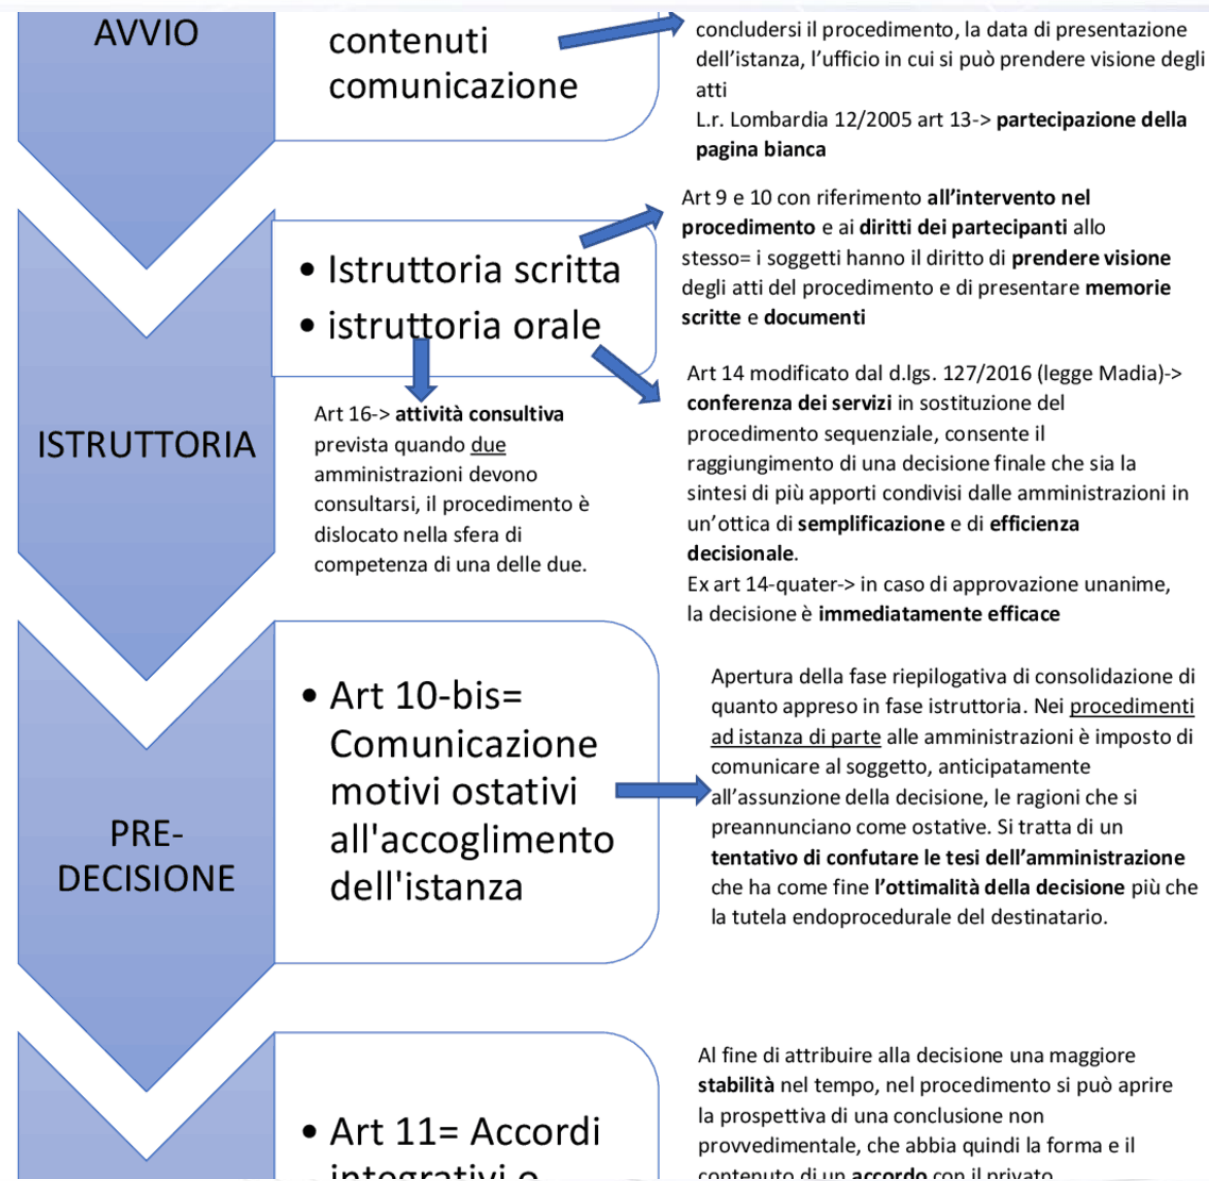 AVVIO
contenuti
comunicazione
concludersi il procedimento, la data di presentazione
dell'istanza, l'ufficio in cui si può prendere visione degli
atti
L.r. Lombardia 12/2005 art 13-> partecipazione della
pagina bianca
ISTRUTTORIA
• Istruttoria scritta
• istruttoria orale
Art 9 e 10 con riferimento all'intervento nel
procedimento e ai diritti dei partecipanti allo
stesso= i soggetti hanno il diritto di prendere visione
degli atti del procedimento e di presentare memorie
scritte e documenti
Art 16-> attività consultiva
prevista quando due
amministrazioni devono
consultarsi, il procedimento è
dislocato nella sfera di
competenza di una delle due.
Art 14 modificato dal d.lgs. 127/2016 (legge Madia)->
conferenza dei servizi in sostituzione del
procedimento sequenziale, consente il
raggiungimento di una decisione finale che sia la
sintesi di più apporti condivisi dalle amministrazioni in
un'ottica di semplificazione e di efficienza
decisionale.
Ex art 14-quater-> in caso di approvazione unanime,
la decisione è immediatamente efficace
PRE-
DECISIONE
• Art 10-bis=
Comunicazione
motivi ostativi
all'accoglimento
dell'istanza
Apertura della fase riepilogativa di consolidazione di
quanto appreso in fase istruttoria. Nei procedimenti
ad istanza di parte alle amministrazioni è imposto di
comunicare al soggetto, anticipatamente
all'assunzione della decisione, le ragioni che si
preannunciano come ostative. Si tratta di un
tentativo di confutare le tesi dell'amministrazione
che ha come fine l'ottimalità della decisione più che
la tutela endoprocedurale del destinatario.
• Art 11= Accordi
integrativi o
Al fine di attribuire alla decisione una maggiore
stabilità nel tempo, nel procedimento si può aprire
la prospettiva di una conclusione non
provvedimentale, che abbia quindi la forma e il
contenuto di un accordo con il privato